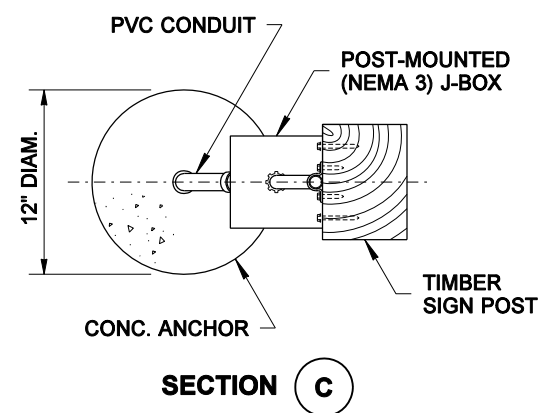 PVC CONDUIT
POST-MOUNTED
(NEMA 3) J-BOX
12" DIAM.
TIMBER
SIGN POST
CONC. ANCHOR
SECTION C